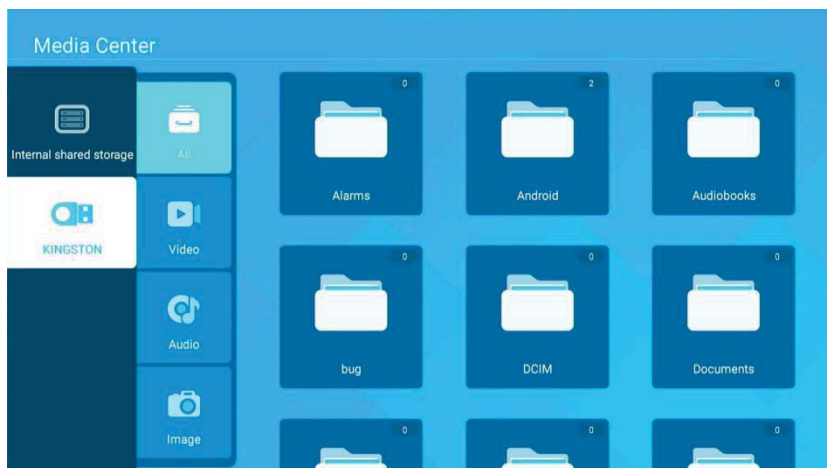 Media Center
Internal shared storage
KINGSTON
All
Video
Audio
Image
0
Alarms
2
Android
0
Audiobooks
0
bug
0
DCIM
0
Documents
0
0
0